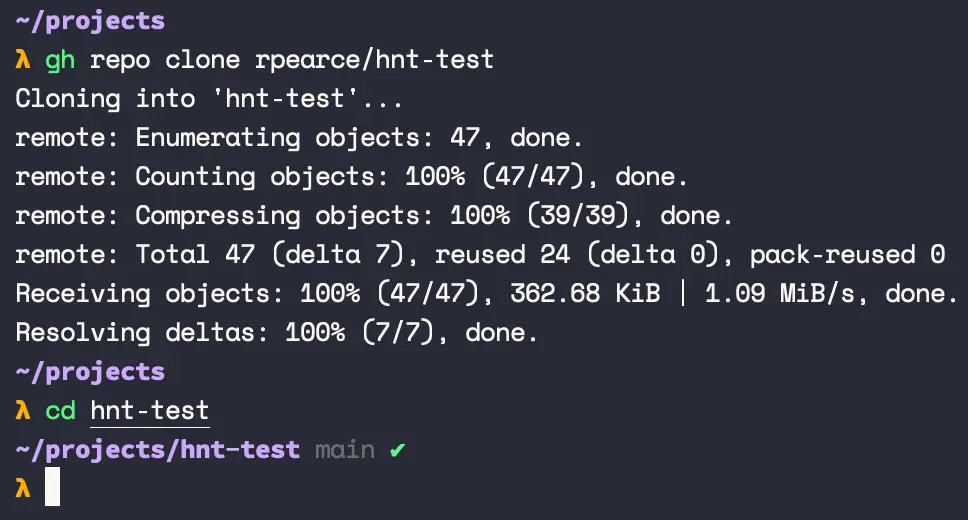 ~/projects
λ gh repo clone rpearce/hnt-test
Cloning into 'hnt-test'...
remote: Enumerating objects: 47, done.
remote: Counting objects: 100% (47/47), done.
remote: Compressing objects: 100% (39/39), done.
remote: Total 47 (delta 7), reused 24 (delta 0), pack-reused 0
Receiving objects: 100% (47/47), 362.68 KiB | 1.09 MiB/s, done.
Resolving deltas: 100% (7/7), done.
~/projects
λ cd hnt-test
~/projects/hnt-test main ✔
λ